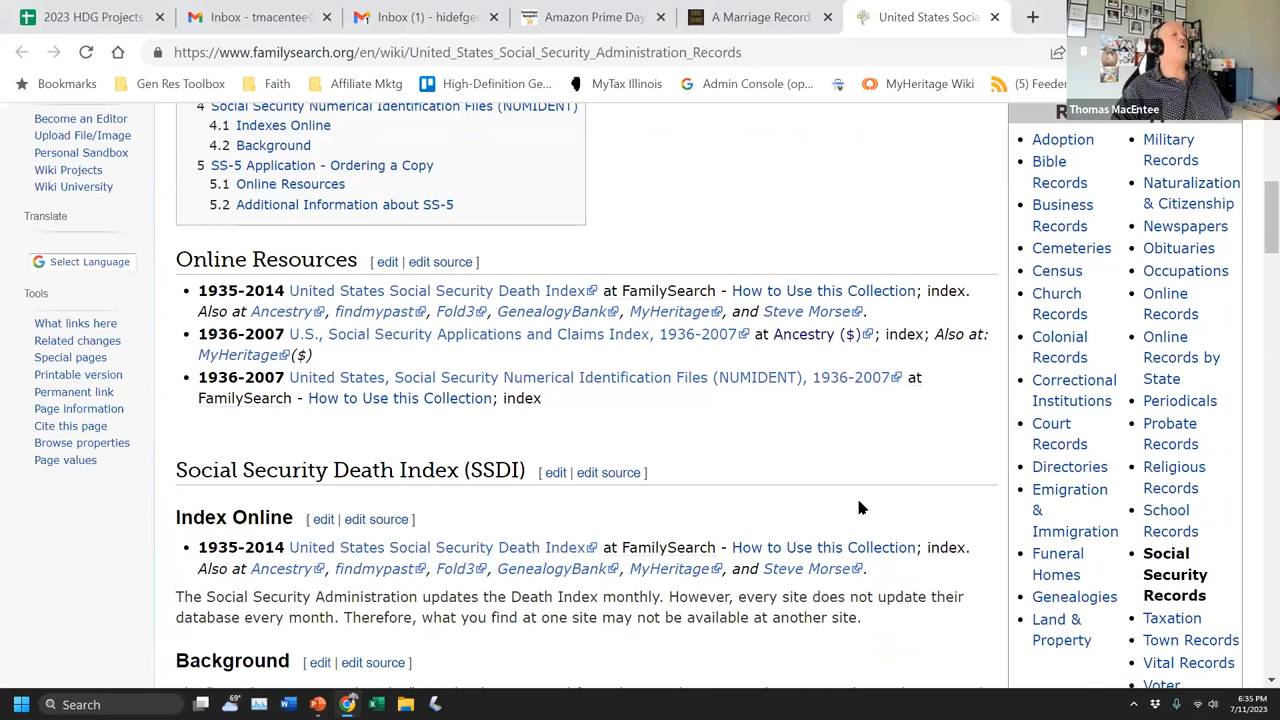 2023 HDG Projects
Inbox - tmacentee@
Inbox (1) hidefger
Amazon Prime Day
A Marriage Record
United States Socia
https://www.familysearch.org/en/wiki/United_States_Social_Security_Administration_Records
Bookmarks
Gen Res Toolbox
Faith
Affiliate Mktg
High-Definition Ge...
MyTax Illinois
Admin Console (op...
MyHeritage Wiki
(5) Feeder
Thomas MacEntee
Become an Editor
Upload File/Image
Personal Sandbox
Wiki Projects
Wiki University
Translate
Select Language
Tools
What links here
Related changes
Special pages
Printable version
Permanent link
Page information
Cite this page
Browse properties
Page values
4 Social Security Numerical Identification Files (NUMIDENT)
4.1 Indexes Online
4.2 Background
5 SS-5 Application - Ordering a Copy
5.1 Online Resources
5.2 Additional Information about SS-5
Online Resources [ edit | edit source ]
• 1935-2014 United States Social Security Death Index at FamilySearch - How to Use this Collection; index.
Also at Ancestry, findmypast, Fold3, GenealogyBank, MyHeritage, and Steve Morse.
• 1936-2007 U.S., Social Security Applications and Claims Index, 1936-2007 at Ancestry ($); index; Also at:
MyHeritage ($)
• 1936-2007 United States, Social Security Numerical Identification Files (NUMIDENT), 1936-2007 at
FamilySearch - How to Use this Collection; index
Social Security Death Index (SSDI) [ edit | edit source ]
Index Online [ edit | edit source ]
• 1935-2014 United States Social Security Death Index at FamilySearch - How to Use this Collection; index.
Also at Ancestry, findmypast, Fold3, GenealogyBank, MyHeritage, and Steve Morse.
The Social Security Administration updates the Death Index monthly. However, every site does not update their
database every month. Therefore, what you find at one site may not be available at another site.
Background [ edit | edit source ]
• Adoption
• Bible
Records
• Business
Records
• Cemeteries
• Census
• Church
Records
• Colonial
Records
• Correctional
Institutions
• Court
Records
• Directories
• Emigration
&
Immigration
• Funeral
Homes
• Genealogies
• Land &
Property
• Military
Records
• Naturalization
& Citizenship
• Newspapers
• Obituaries
• Occupations
• Online
Records
• Online
Records by
State
• Periodicals
• Probate
Records
• Religious
Records
• School
Records
• Social
Security
Records
• Taxation
• Town Records
• Vital Records
• Voter
Search
69°
6:35 PM
7/11/2023